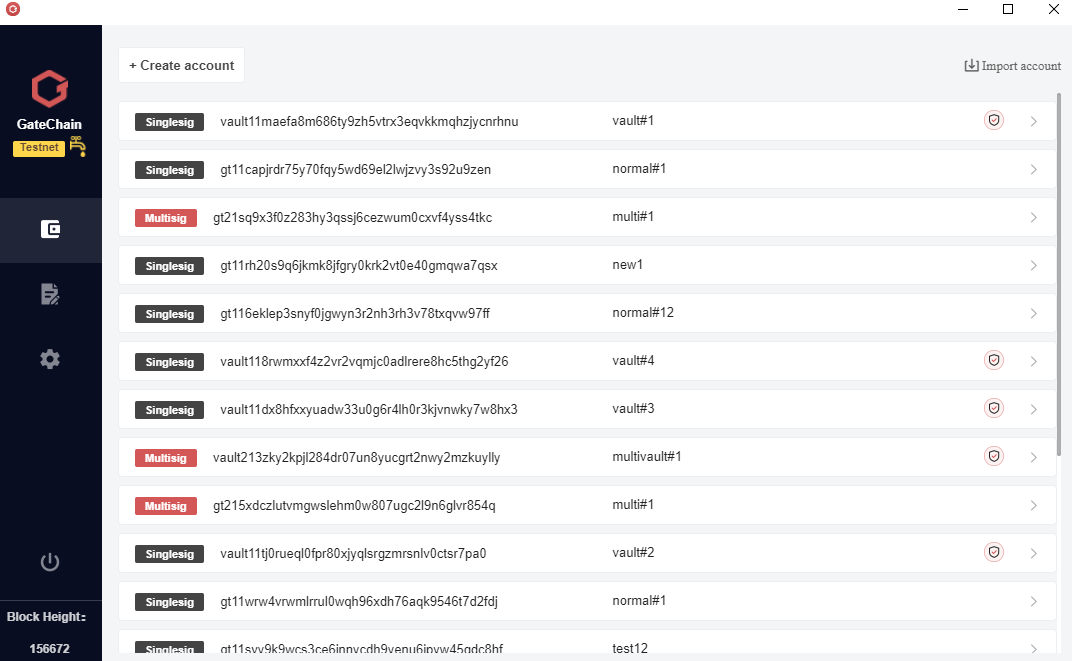 + Create account
Import account
GateChain
Testnet
Singlesig vault11maefa8m686ty9zh5vtrx3eqvkkmqhzjycnrhnu vault#1
Singlesig gt11capjrdr75y70fqy5wd69el2lwjzvy3s92u9zen normal#1
Multisig gt21sq9x3f0z283hy3qssj6cezwum0cxvf4yss4tkc multi#1
Singlesig gt11rh20s9q6jkmk8jfgry0krk2vt0e40gmqwa7qsx new1
Singlesig gt116eklep3snyf0jgwyn3r2nh3rh3v78txqvw97ff normal#12
Singlesig vault118rwmxxf4z2vr2vqmjc0adlrere8hc5thg2yf26 vault#4
Singlesig vault11dx8hfxxyuadw33u0g6r4lh0r3kjvnwky7w8hx3 vault#3
Multisig vault213zky2kpjl284dr07un8yucgrt2nwy2mzkuylly multivault#1
Multisig gt215xdczlutvmgwslehm0w807ugc2l9n6glvr854q multi#1
Singlesig vault11tj0rueql0fpr80xjyqlsrgzmrsnlv0ctsr7pa0 vault#2
Singlesig gt11wrw4vrwmlrrul0wqh96xdh76aqk9546t7d2fdj normal#1
Singlesig test12
Block Height:
156672